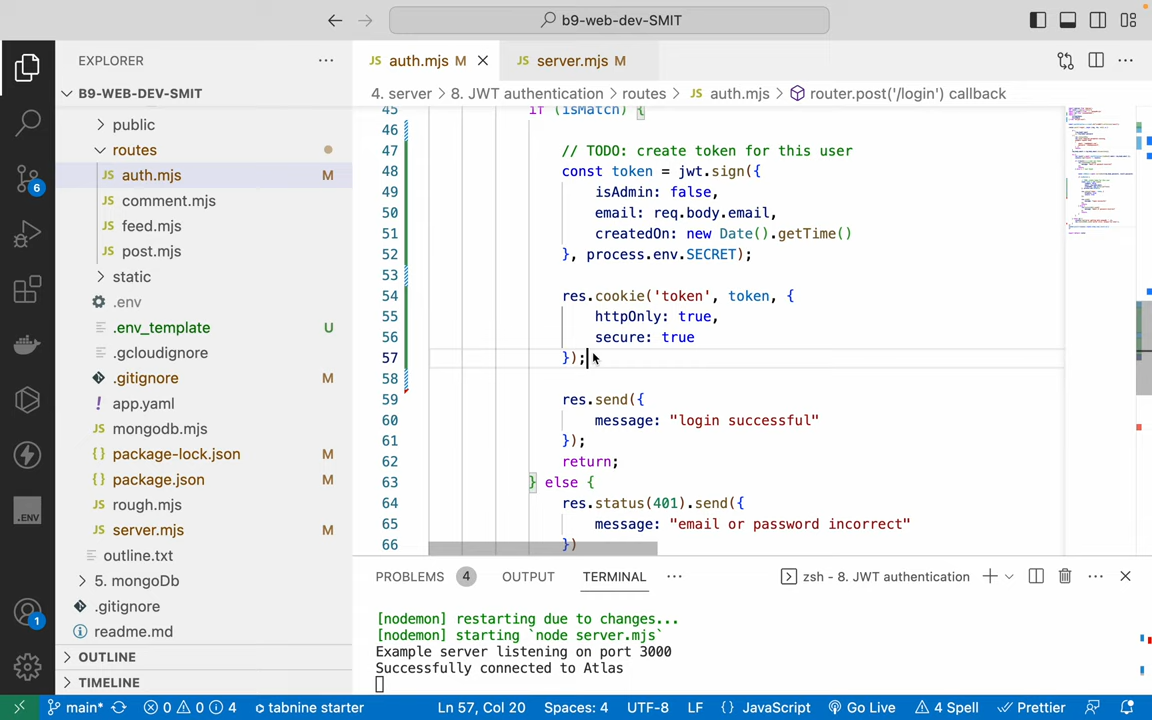 b9-web-dev-SMIT
EXPLORER
B9-WEB-DEV-SMIT
public
routes
auth.mjs M
comment.mjs
feed.mjs
post.mjs
static
.env
.env_template U
.gcloudignore
.gitignore M
app.yaml
mongodb.mjs
package-lock.json M
package.json M
rough.mjs
server.mjs M
outline.txt
5. mongoDb
.gitignore
readme.md
OUTLINE
TIMELINE
6
1
.ENV
JS auth.mjs M
JS server.mjs M
4. server > 8. JWT authentication > routes > JS auth.mjs > router.post('/login') callback
45 if (isMatch) {
46
47 // TODO: create token for this user
48 const token = jwt.sign({
49 isAdmin: false,
50 email: req.body.email,
51 createdOn: new Date().getTime()
52 }, process.env.SECRET);
53
54 res.cookie('token', token, {
55 httpOnly: true,
56 secure: true
57 });
58
59 res.send({
60 message: "login successful"
61 });
62 return;
63 } else {
64 res.status(401).send({
65 message: "email or password incorrect"
66 })
PROBLEMS 4 OUTPUT TERMINAL zsh - 8. JWT authentication
[nodemon] restarting due to changes...
[nodemon] starting `node server.mjs`
Example server listening on port 3000
Successfully connected to Atlas
main* 0 0 4 tabnine starter Ln 57, Col 20 Spaces: 4 UTF-8 LF {} JavaScript Go Live 4 Spell Prettier